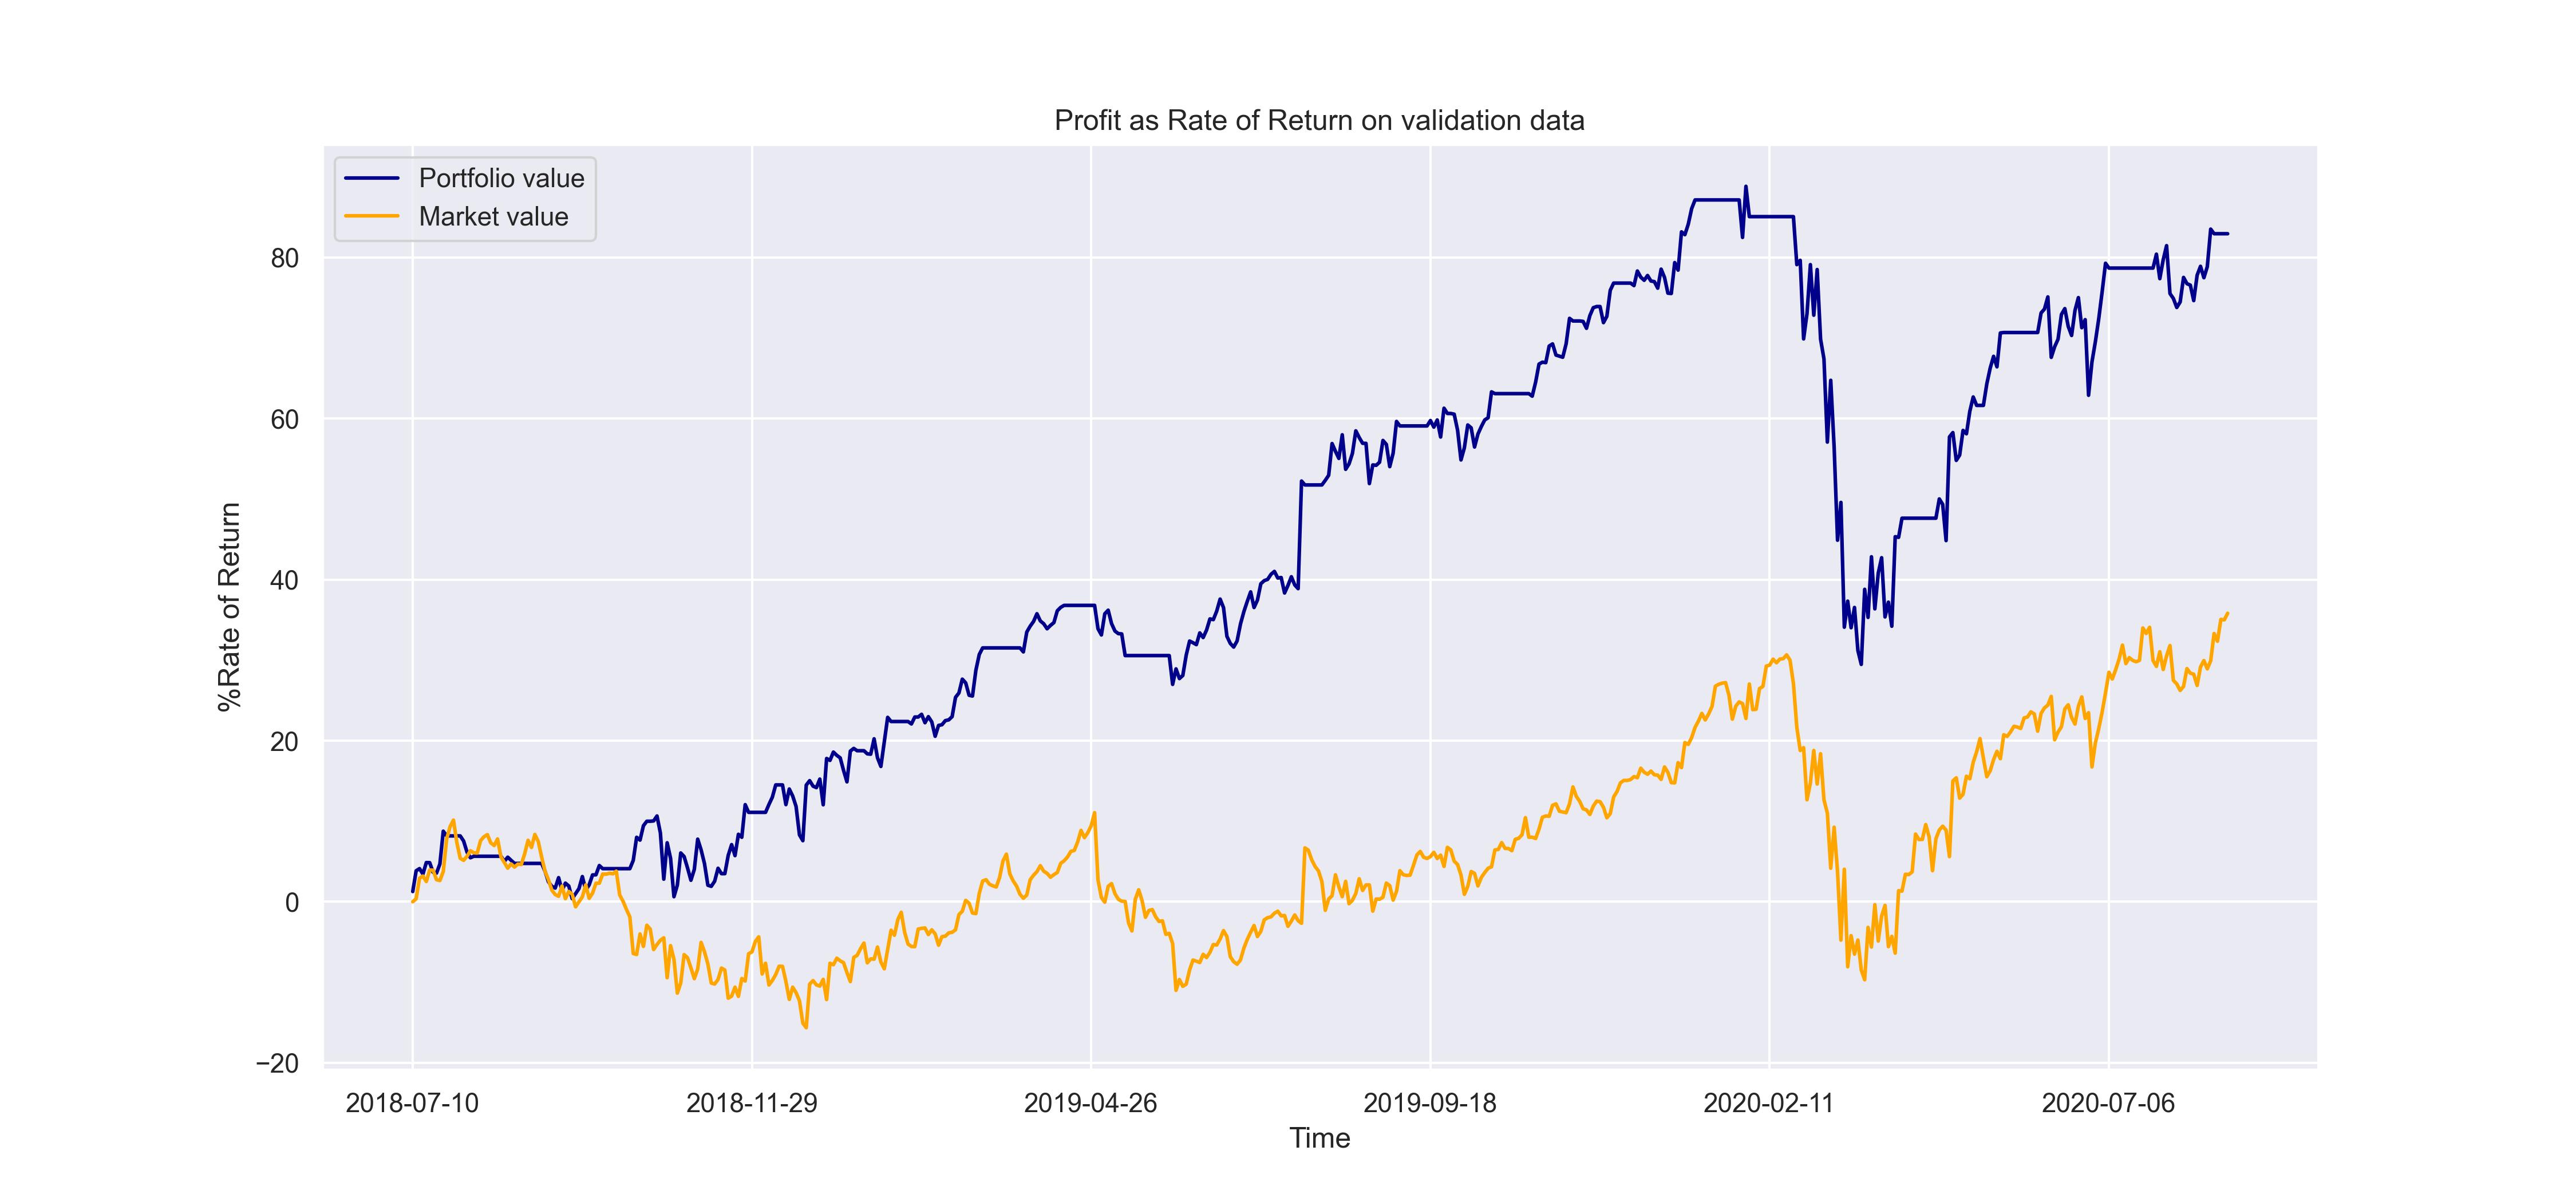 Profit as Rate of Return on validation data
Portfolio value
Market value
80
60
40
20
0
−20
%Rate of Return
2018-07-10
2018-11-29
2019-04-26
2019-09-18
2020-02-11
2020-07-06
Time